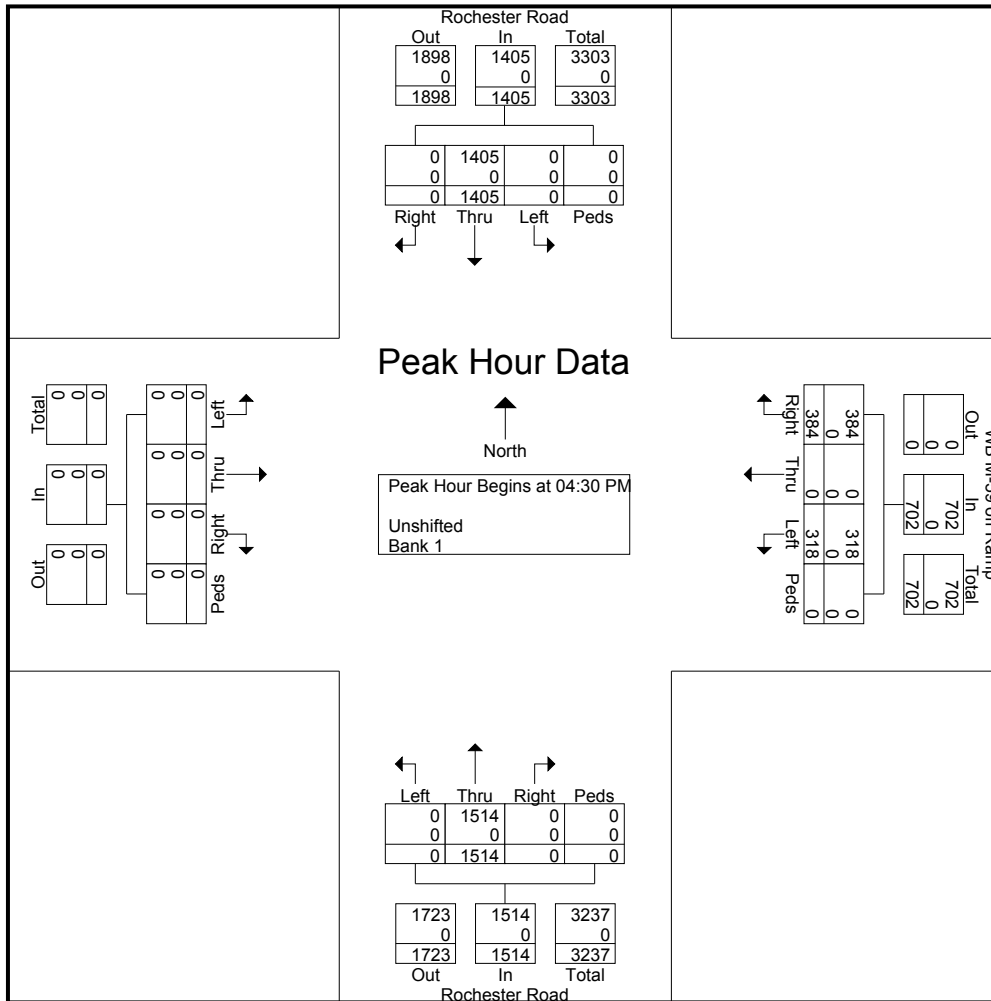 Rochester Road
Out In Total
1898 1405 3303
0 0 0
1898 1405 3303
0 1405 0 0
0 0 0 0
0 1405 0 0
Right Thru Left Peds
Peak Hour Data
North
Peak Hour Begins at 04:30 PM
Unshifted
Bank 1
Left Thru Right Peds
0 0 0 0
0 0 0 0
0 0 0 0
Out In Total
0 0 0
0 0 0
0 0 0
Right Thru Left Peds
384 0 318 0
0 0 0 0
384 0 318 0
Out In Total
0 702 702
0 0 0
0 702 702
Ramp
Left Thru Right Peds
0 1514 0 0
0 0 0 0
0 1514 0 0
1723 1514 3237
0 0 0
1723 1514 3237
Out In Total
Rochester Road